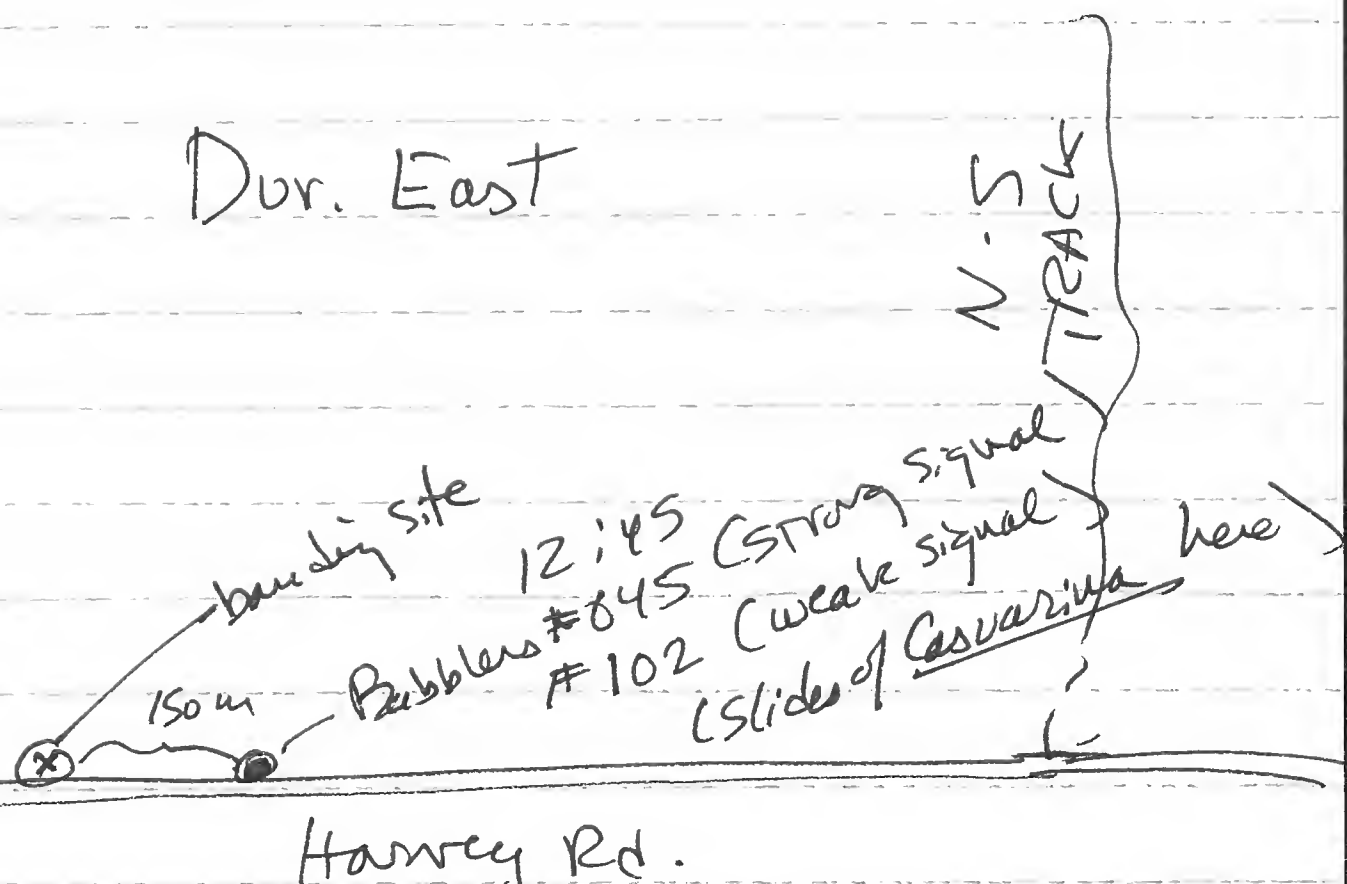 Dur. East
N-S
TRACK
banding site
12:45
Babblers #845 (strong signal)
#102 (weak signal)
(slides of Casuarina here)
150 m
x
Harvey Rd.